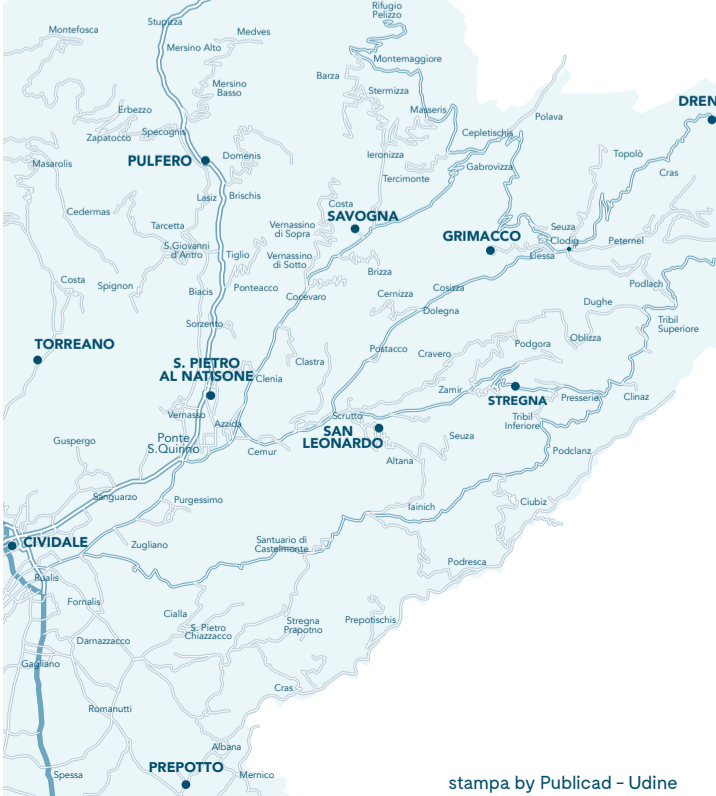 Rifugio
Pelizzo
Stupizza
Montefosca
Medves
Mersino Alto
Montemaggiore
Barza
Mersino
Basso
Stermizza
DREN
Masseris
Erbezzo
Polava
Specognis
Zapatocco
Cepletischis
PULFERO
Domenis
Ieronizza
Topolò
Masarolis
Gabrovizza
Cras
Tercimonte
Lasiz
Brischis
Costa
Cedermas
SAVOGNA
Tarcetta
Vernassino
di Sopra
Seuza
GRIMACCO
Clodig
Peternel
S.Giovanni
d'Antro
Tiglio
Liessa
Vernassino
di Sotto
Brizza
Costa
Spignon
Biacis
Ponteacco
Cocevaro
Cernizza
Cosizza
Podlach
Dughe
Dolegna
Sorzento
Tribil
Superiore
Oblizza
TORREANO
Podgora
Postacco
Cravero
S. PIETRO
AL NATISONE
Clastra
Clenia
Zamir
STREGNA
Presserie
Clinaz
Vernasso
Scrutto
Tribil
Inferiore
Azzida
SAN
LEONARDO
Seuza
Guspergo
Ponte
S.Quirino
Cemur
Podclanz
Altana
Sanguarzo
Purgessimo
Iainich
Ciubiz
CIVIDALE
Zugliano
Santuario di
Castelmonte
Podresca
Rualis
Fornalis
Cialla
S. Pietro
Chiazzacco
Stregna
Prapotno
Prepotischis
Darnazzacco
Gagliano
Cras
Romanutti
Albana
PREPOTTO
Spessa
Mernico
stampa by Publicad - Udine